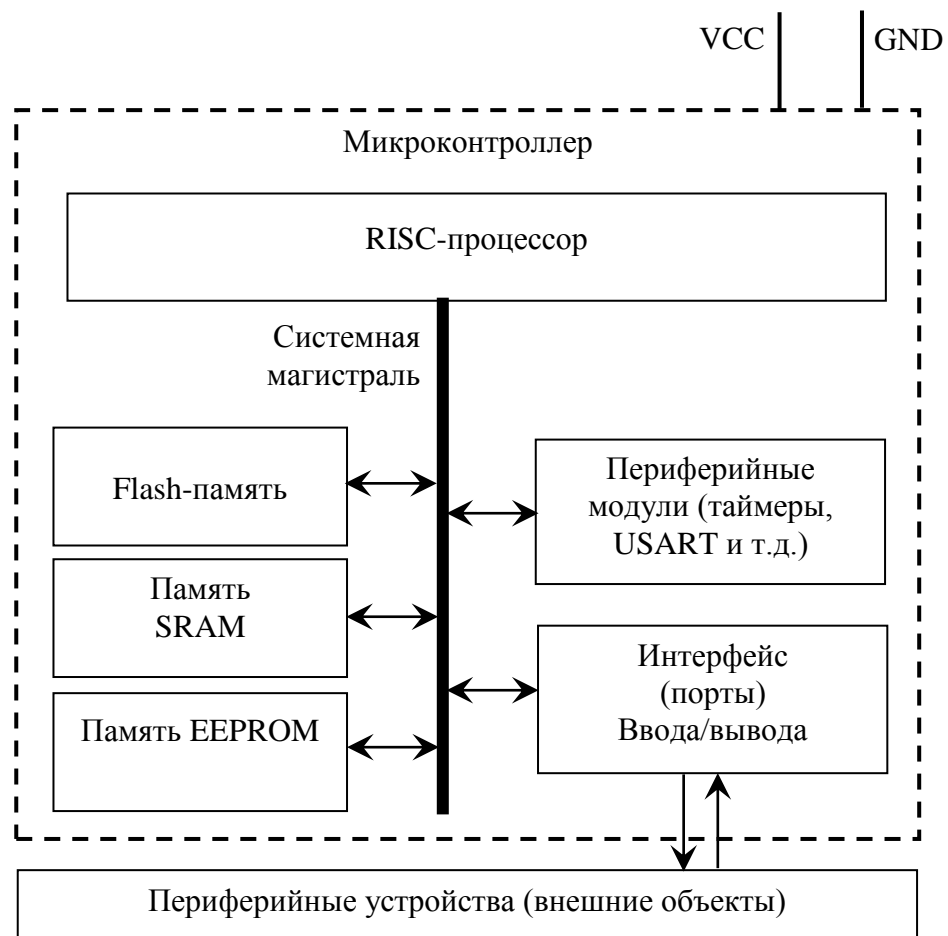 VCC
GND
Микроконтроллер
RISC-процессор
Системная
магистраль
Flash-память
Память
SRAM
Память EEPROM
Периферийные
модули (таймеры,
USART и т.д.)
Интерфейс
(порты)
Ввода/вывода
Периферийные устройства (внешние объекты)